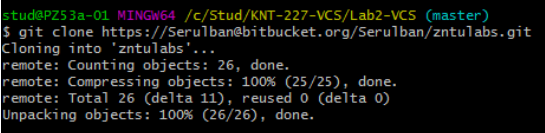 stud@PZ53a-01 MINGW64 /c/Stud/KNT-227-VCS/Lab2-VCS (master)
$ git clone https://Serulban@bitbucket.org/Serulban/zntulabs.git
Cloning into 'zntulabs'...
remote: Counting objects: 26, done.
remote: Compressing objects: 100% (25/25), done.
remote: Total 26 (delta 11), reused 0 (delta 0)
Unpacking objects: 100% (26/26), done.